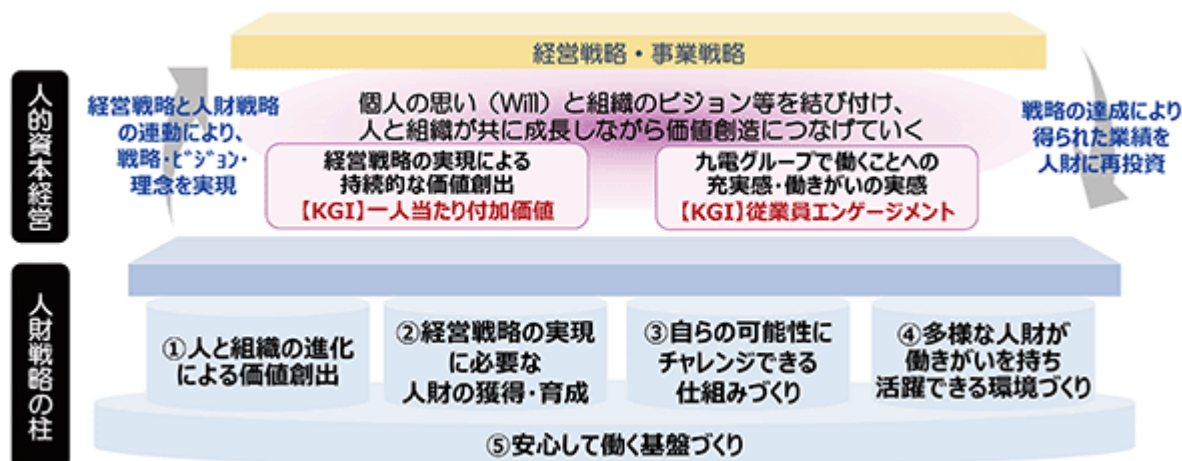 経営戦略・事業戦略
人的資本経営
経営戦略と人財戦略
の連動により、
戦略・ﾋﾞｼﾞｮﾝ・
理念を実現
個人の思い（Will）と組織のビジョン等を結び付け、
人と組織が共に成長しながら価値創造につなげていく
経営戦略の実現による
持続的な価値創出
【KGI】一人当たり付加価値
九電グループで働くことへの
充実感・働きがいの実感
【KGI】従業員エンゲージメント
戦略の達成により
得られた業績を
人財に再投資
人財戦略の柱
①人と組織の進化
による価値創出
②経営戦略の実現
に必要な
人財の獲得・育成
③自らの可能性に
チャレンジできる
仕組みづくり
④多様な人財が
働きがいを持ち
活躍できる環境づくり
⑤安心して働く基盤づくり